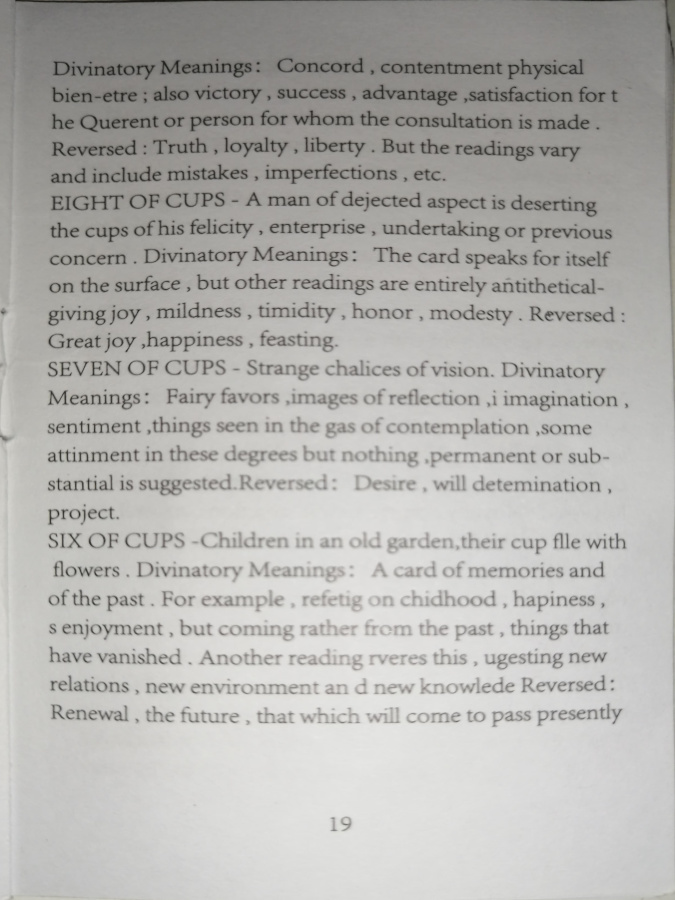 Divinatory Meanings: Concord , contentment physical
bien-etre ; also victory , success , advantage ,satisfaction for t
he Querent or person for whom the consultation is made .
Reversed : Truth , loyalty , liberty . But the readings vary
and include mistakes , imperfections , etc.
EIGHT OF CUPS - A man of dejected aspect is deserting
the cups of his felicity , enterprise , undertaking or previous
concern . Divinatory Meanings: The card speaks for itself
on the surface , but other readings are entirely antithetical-
giving joy , mildness , timidity , honor , modesty . Reversed :
Great joy ,happiness , feasting.
SEVEN OF CUPS - Strange chalices of vision. Divinatory
Meanings: Fairy favors ,images of reflection ,i imagination ,
sentiment ,things seen in the gas of contemplation ,some
attinment in these degrees but nothing ,permanent or sub-
stantial is suggested.Reversed: Desire , will detemination ,
project.
SIX OF CUPS -Children in an old garden,their cup flle with
flowers . Divinatory Meanings: A card of memories and
of the past . For example , refetig on chidhood , hapiness ,
s enjoyment , but coming rather from the past , things that
have vanished . Another reading rveres this , ugesting new
relations , new environment an d new knowlede Reversed:
Renewal , the future , that which will come to pass presently
19